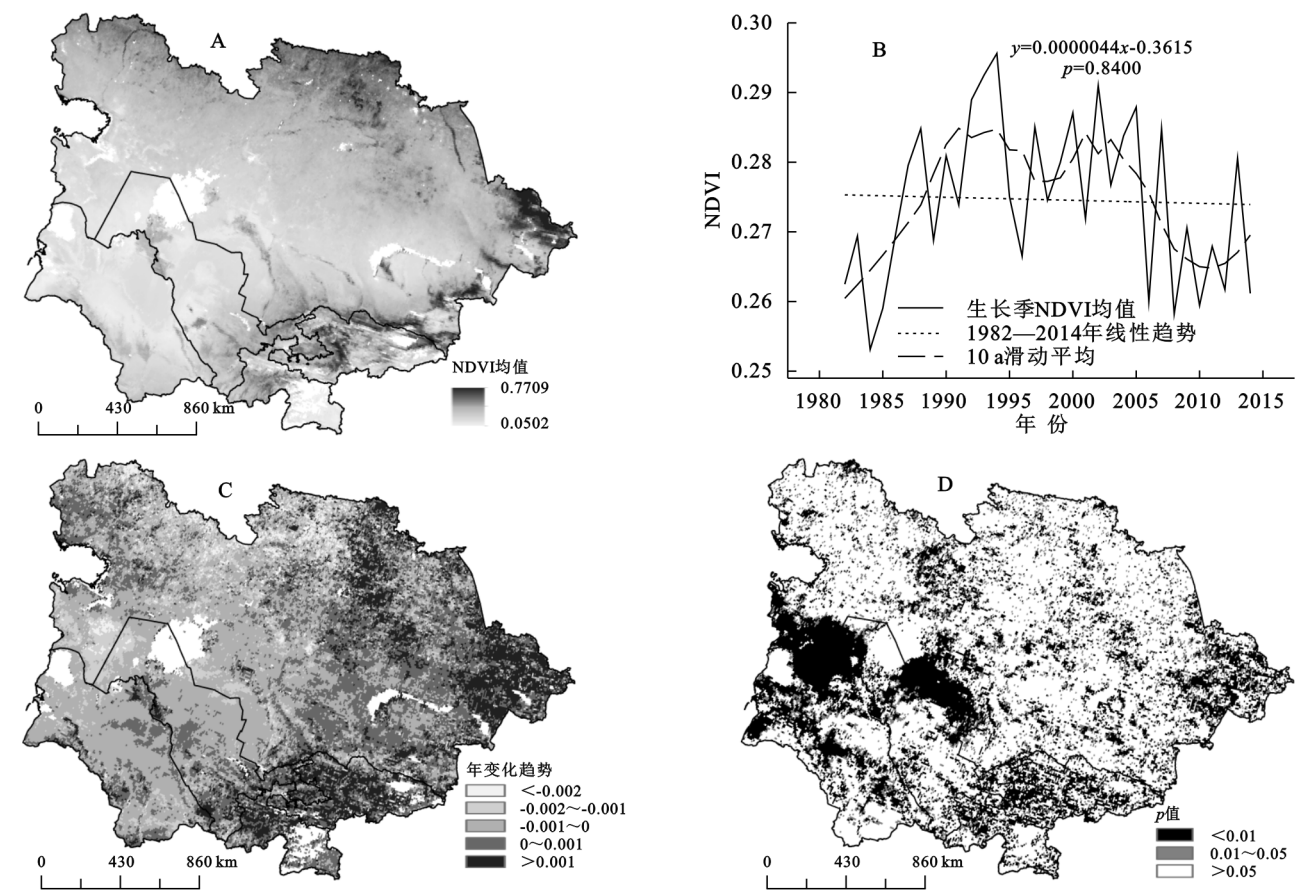 A
NDVI均值
0.7709
0.0502
0 430 860 km
B
y=0.0000044x-0.3615
p=0.8400
0.30
0.29
0.28
0.27
0.26
0.25
NDVI
生长季NDVI均值
1982—2014年线性趋势
10 a滑动平均
1980 1985 1990 1995 2000 2005 2010 2015
年 份
C
年变化趋势
<-0.002
-0.002~-0.001
-0.001~0
0~0.001
>0.001
0 430 860 km
D
p值
<0.01
0.01~0.05
>0.05
0 430 860 km